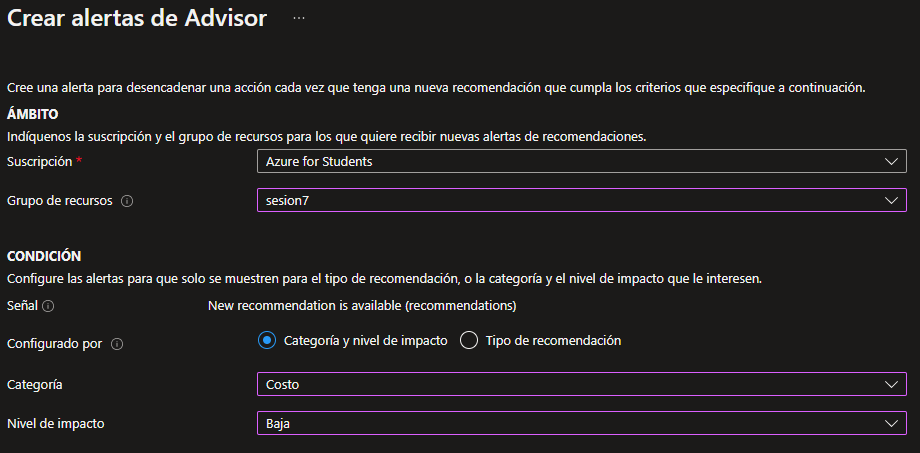 Crear alertas de Advisor ...
Cree una alerta para desencadenar una acción cada vez que tenga una nueva recomendación que cumpla los criterios que especifique a continuación.
ÁMBITO
Indíquenos la suscripción y el grupo de recursos para los que quiere recibir nuevas alertas de recomendaciones.
Suscripción * Azure for Students
Grupo de recursos sesion7
CONDICIÓN
Configure las alertas para que solo se muestren para el tipo de recomendación, o la categoría y el nivel de impacto que le interesen.
Señal New recommendation is available (recommendations)
Configurado por Categoría y nivel de impacto Tipo de recomendación
Categoría Costo
Nivel de impacto Baja